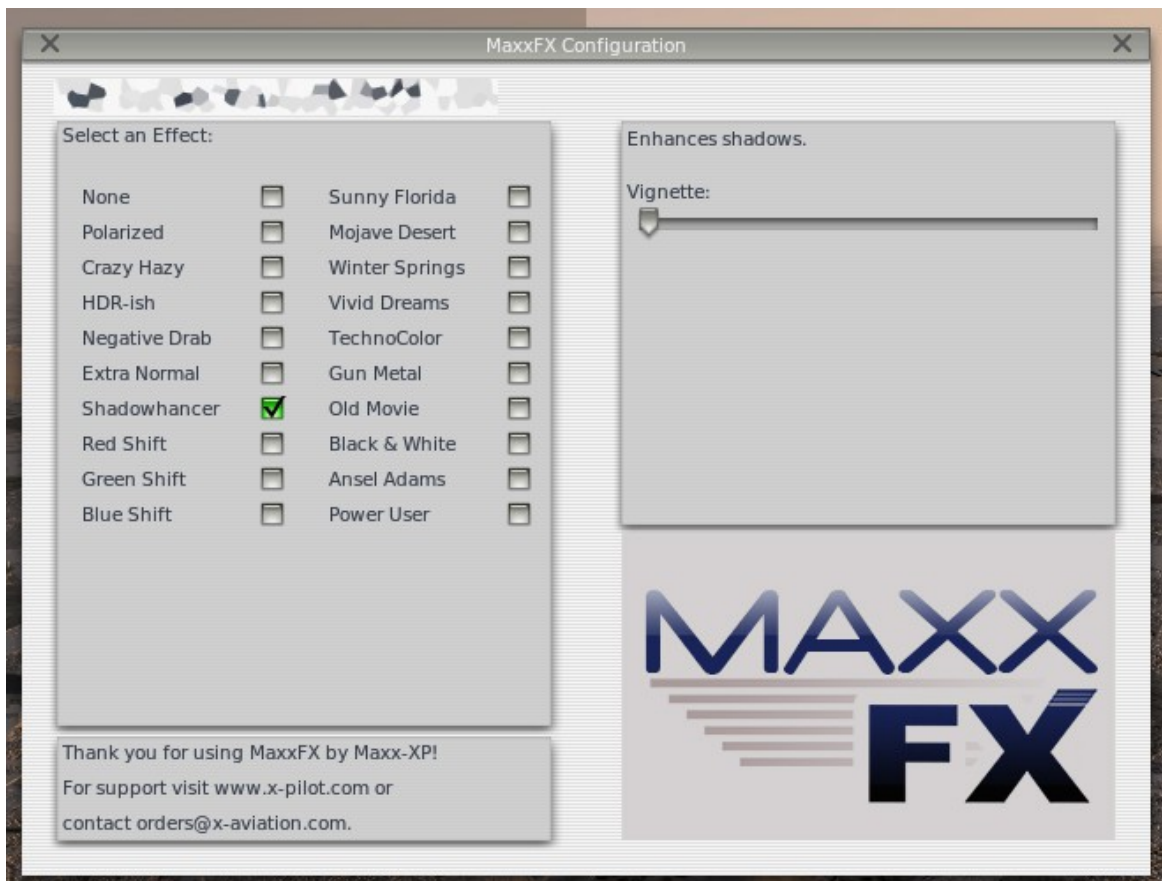 MaxxFX Configuration
Select an Effect:
None
Sunny Florida
Polarized
Mojave Desert
Crazy Hazy
Winter Springs
HDR-ish
Vivid Dreams
Negative Drab
TechnoColor
Extra Normal
Gun Metal
Shadowhancer
Old Movie
Red Shift
Black & White
Green Shift
Ansel Adams
Blue Shift
Power User
Thank you for using MaxxFX by Maxx-XP!
For support visit www.x-pilot.com or
contact orders@x-aviation.com.
Enhances shadows.
Vignette:
MAXX
FX